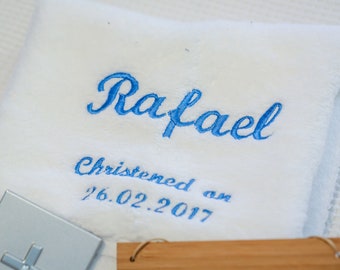 Rafael
Christened on
26.02.2017